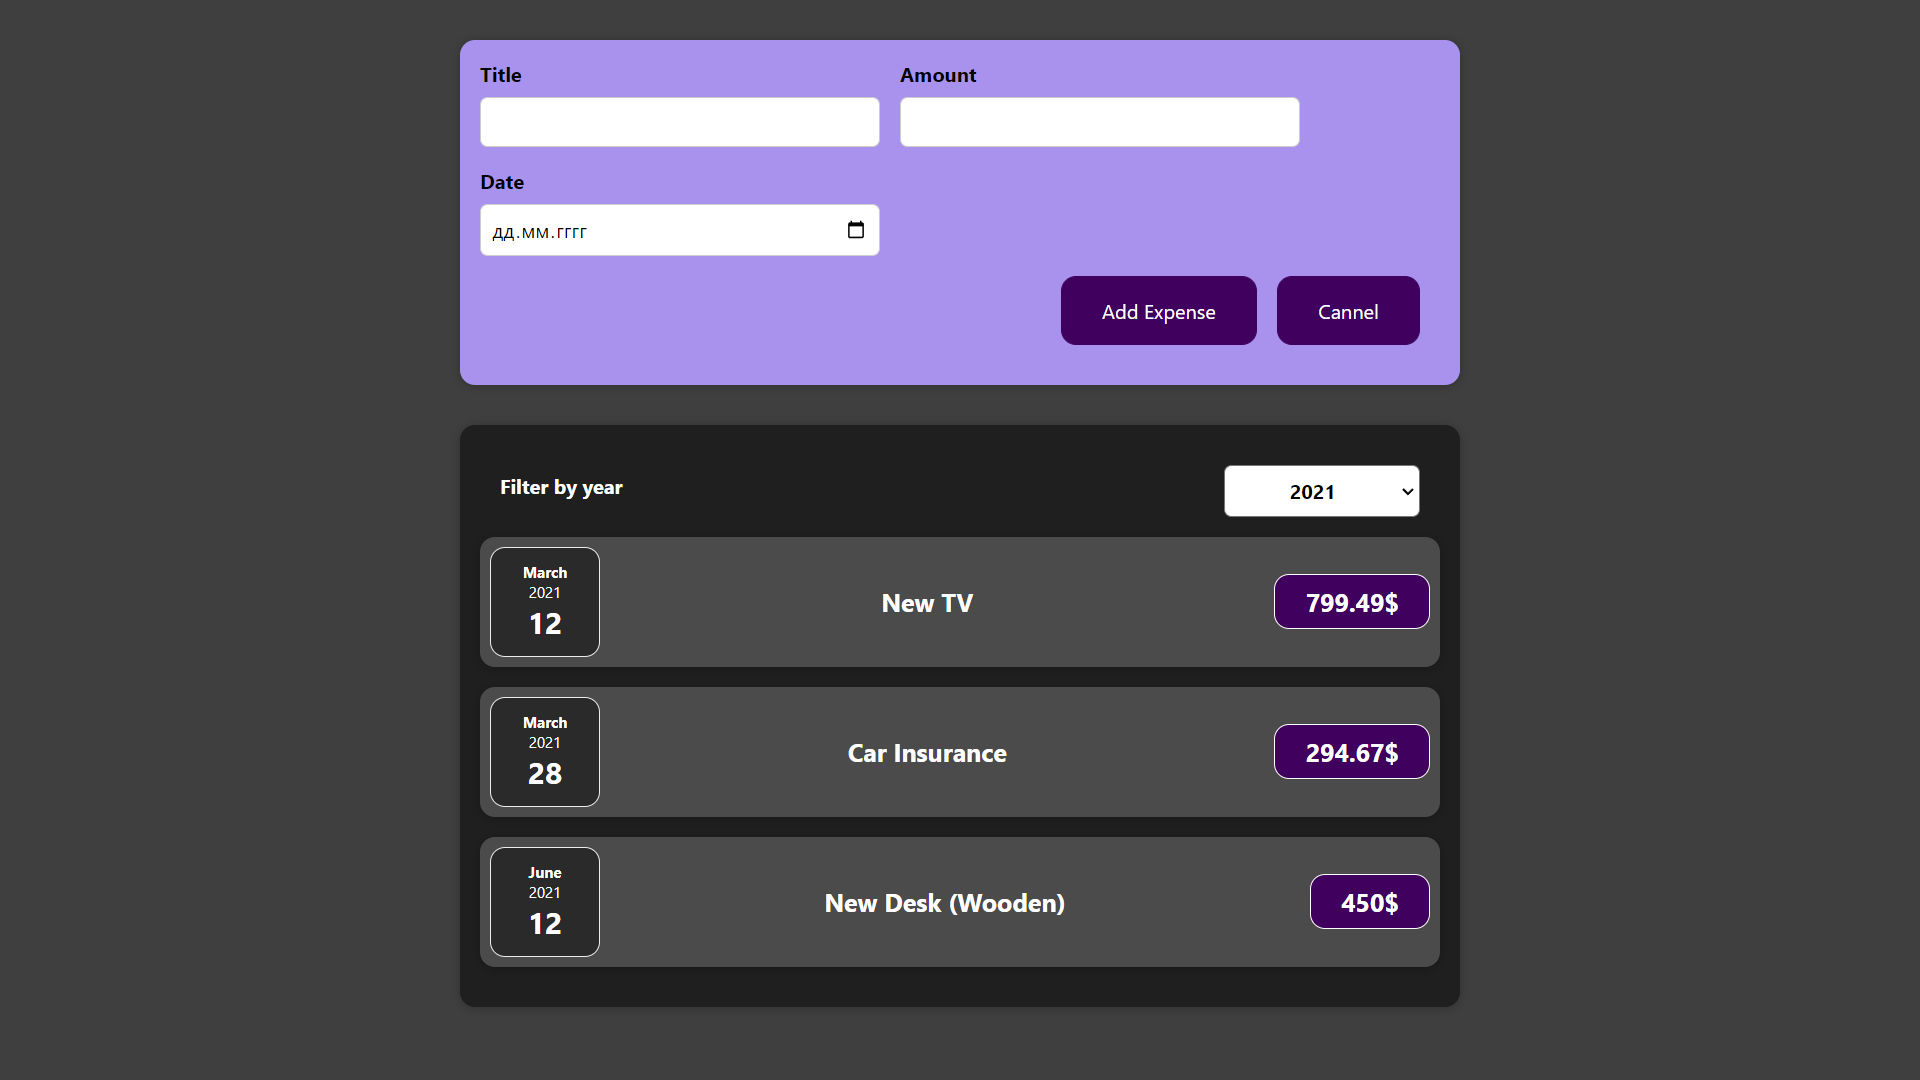 Title
Amount
Date
дд.мм.гггг
Add Expense
Cannel
Filter by year
2021
March
2021
12
New TV
799.49$
March
2021
28
Car Insurance
294.67$
June
2021
12
New Desk (Wooden)
450$